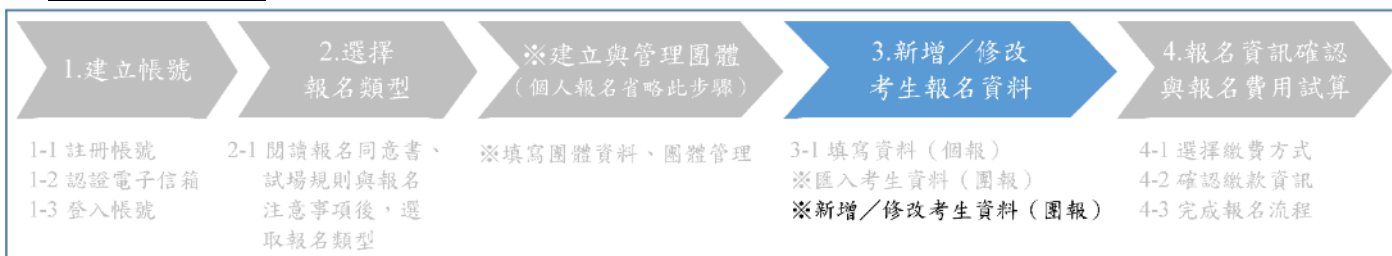 1.建立帳號
2.選擇
報名類型
※建立與管理團體
（個人報名省略此步驟）
3.新增／修改
考生報名資料
4.報名資訊確認
與報名費用試算
1-1 註冊帳號
1-2 認證電子信箱
1-3 登入帳號
2-1 閱讀報名同意書、
試場規則與報名
注意事項後，選
取報名類型
※填寫團體資料、團體管理
3-1 填寫資料（個報）
※匯入考生資料（團報）
※新增／修改考生資料（團報）
4-1 選擇繳費方式
4-2 確認繳款資訊
4-3 完成報名流程